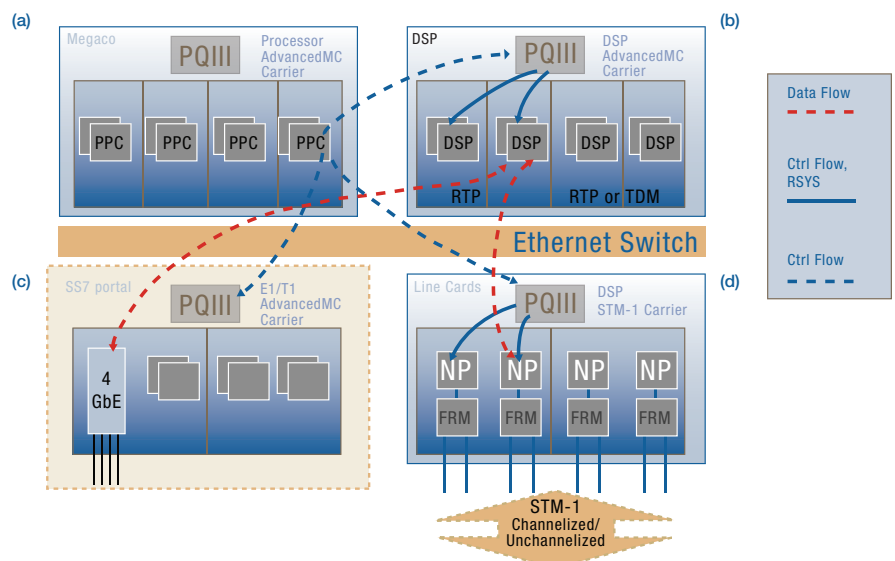 (a)
Megaco
PQIII
Processor
AdvancedMC
Carrier
PPC
PPC
PPC
PPC
DSP
PQIII
DSP
AdvancedMC
Carrier
DSP
DSP
DSP
DSP
RTP
RTP or TDM
(b)
Data Flow
Ctrl Flow,
RSYS
Ctrl Flow
Ethernet Switch
(c)
SS7 portal
PQIII
E1/T1
AdvancedMC
Carrier
4
GbE
Line Cards
PQIII
DSP
STM-1 Carrier
(d)
NP
NP
NP
NP
FRM
FRM
FRM
FRM
STM-1
Channelized/
Unchannelized